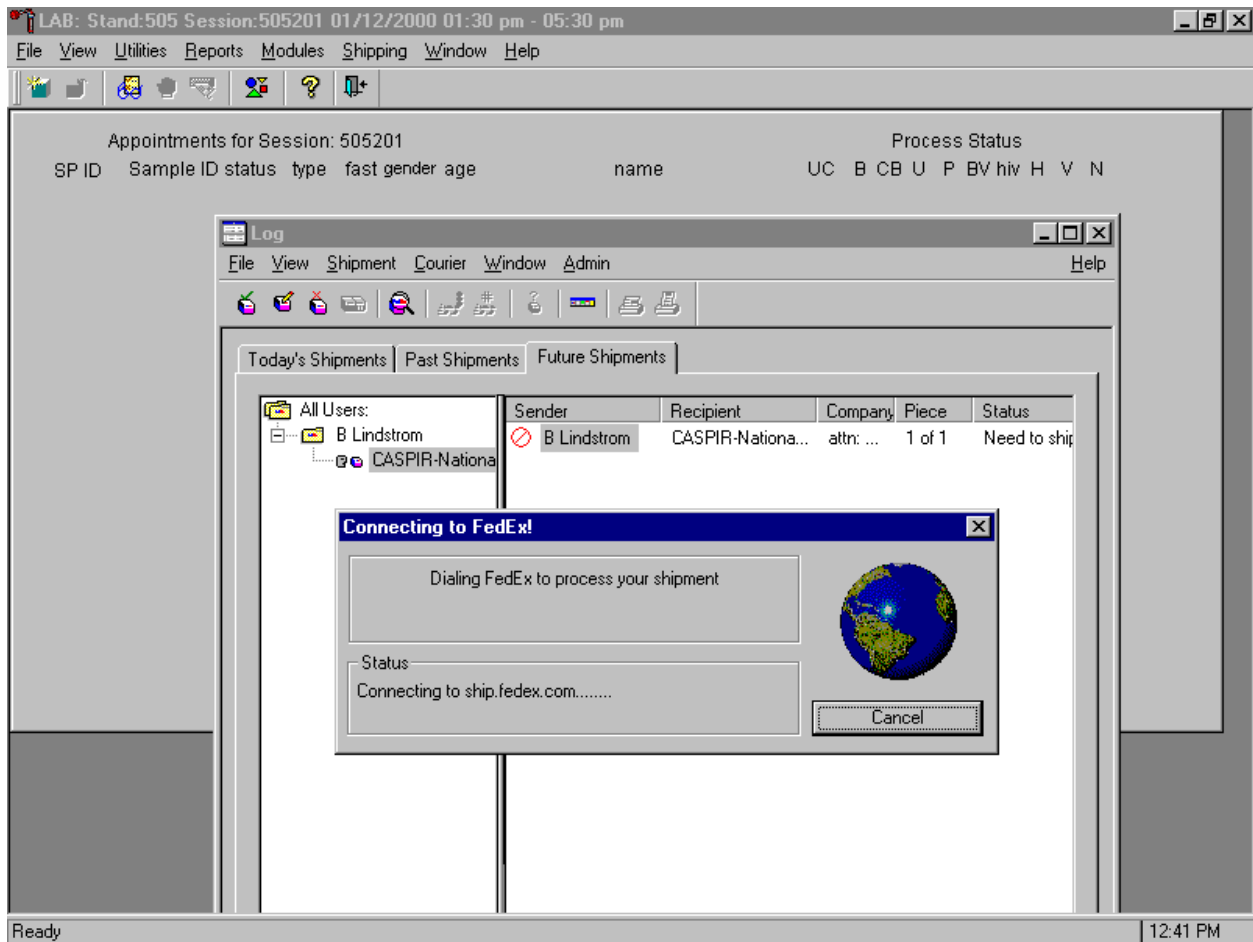 LAB: Stand:505 Session:505201 01/12/2000 01:30 pm - 05:30 pm
File View Utilities Reports Modules Shipping Window Help
Appointments for Session: 505201 Process Status
SP ID Sample ID status type fast gender age name UC B CB U P BV hiv H V N
Log
File View Shipment Courier Window Admin Help
Today's Shipments Past Shipments Future Shipments
All Users: Sender Recipient Company Piece Status
B Lindstrom B Lindstrom CASPIR-Nationa... attn: ... 1 of 1 Need to ship
CASPIR-Nationa
Connecting to FedEx!
Dialing FedEx to process your shipment
Status
Connecting to ship.fedex.com........
Cancel
Ready 12:41 PM